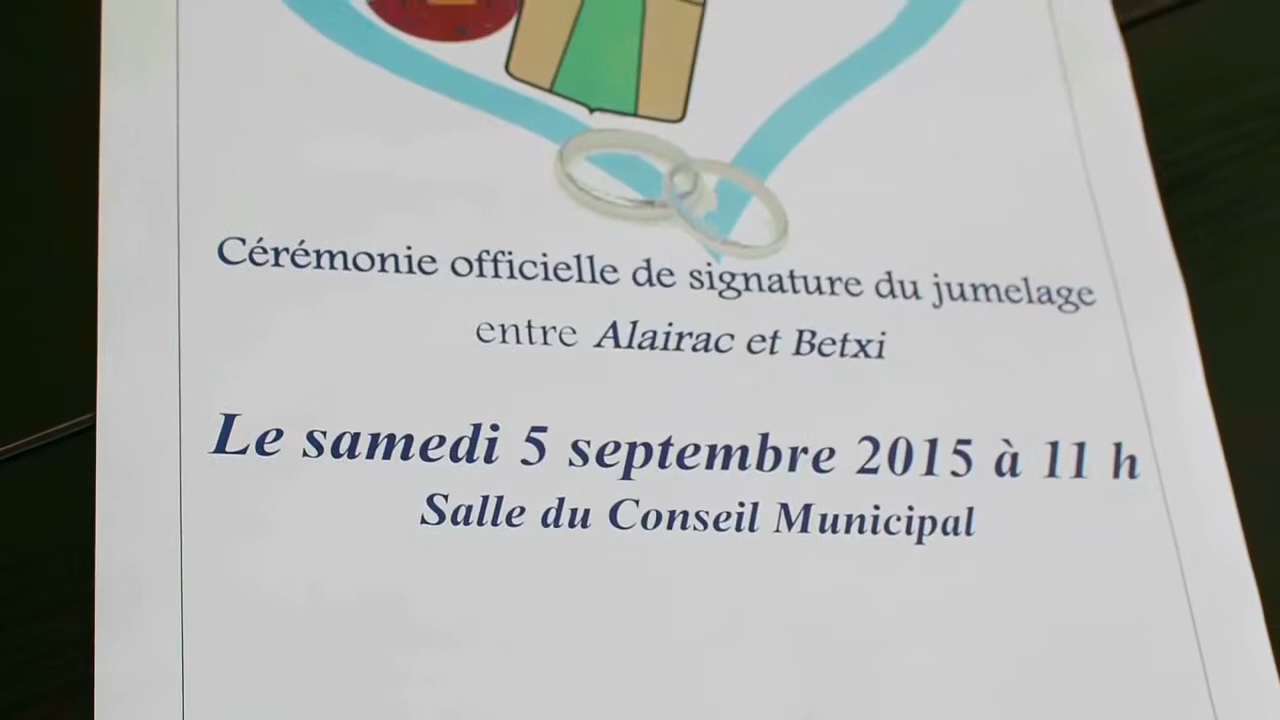 Cérémonie officielle de signature du jumelage
entre Alairac et Betxi
Le samedi 5 septembre 2015 à 11 h
Salle du Conseil Municipal